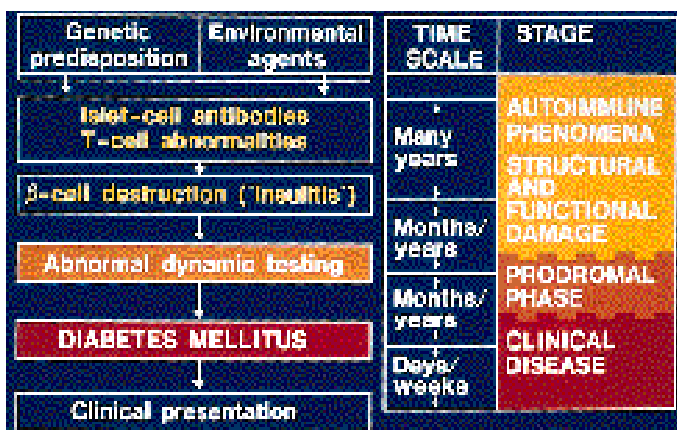 Genetic
predisposition
Environmental
agents
Islet-cell antibodies
T-cell abnormalities
β-cell destruction ("insulitis")
Abnormal dynamic testing
DIABETES MELLITUS
Clinical presentation
TIME
SCALE
STAGE
Many
years
Months/
years
Months/
years
Days/
weeks
AUTOIMMUNE
PHENOMENA
STRUCTURAL
AND
FUNCTIONAL
DAMAGE
PRODROMAL
PHASE
CLINICAL
DISEASE